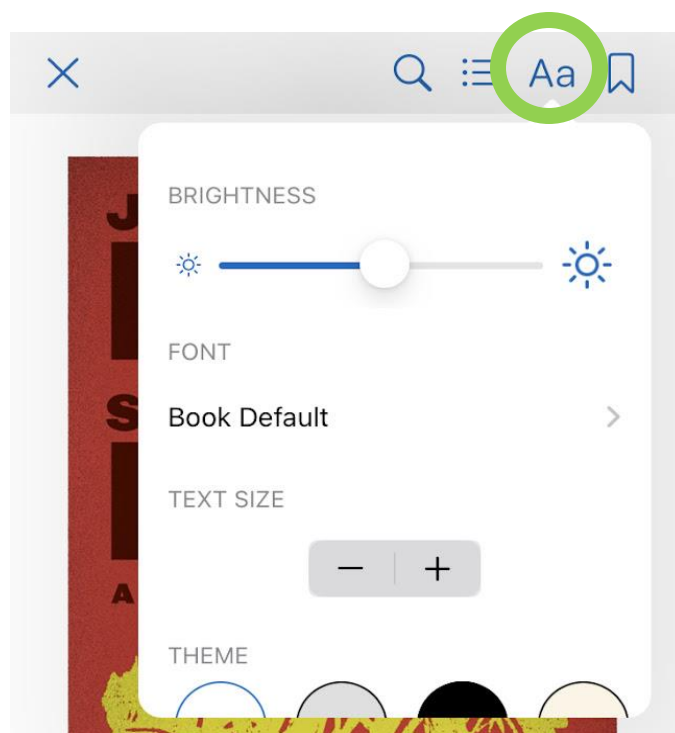 Aa
J
BRIGHTNESS
FONT
S
Book Default
TEXT SIZE
− +
A
THEME